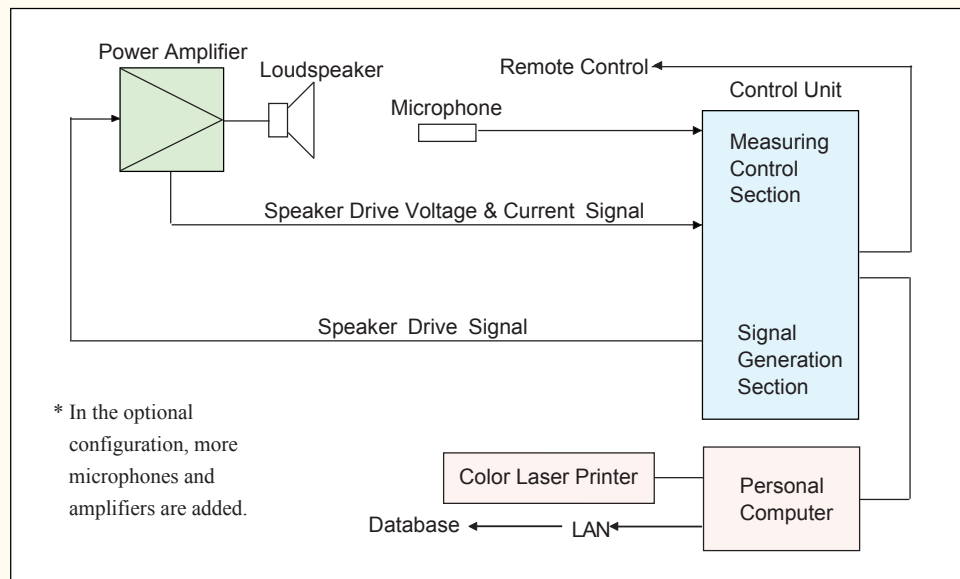 Power Amplifier
Loudspeaker
Remote Control
Control Unit
Microphone
Measuring
Control
Section
Speaker Drive Voltage & Current Signal
Speaker Drive Signal
Signal
Generation
Section
* In the optional
configuration, more
microphones and
amplifiers are added.
Color Laser Printer
Personal
Computer
Database
LAN